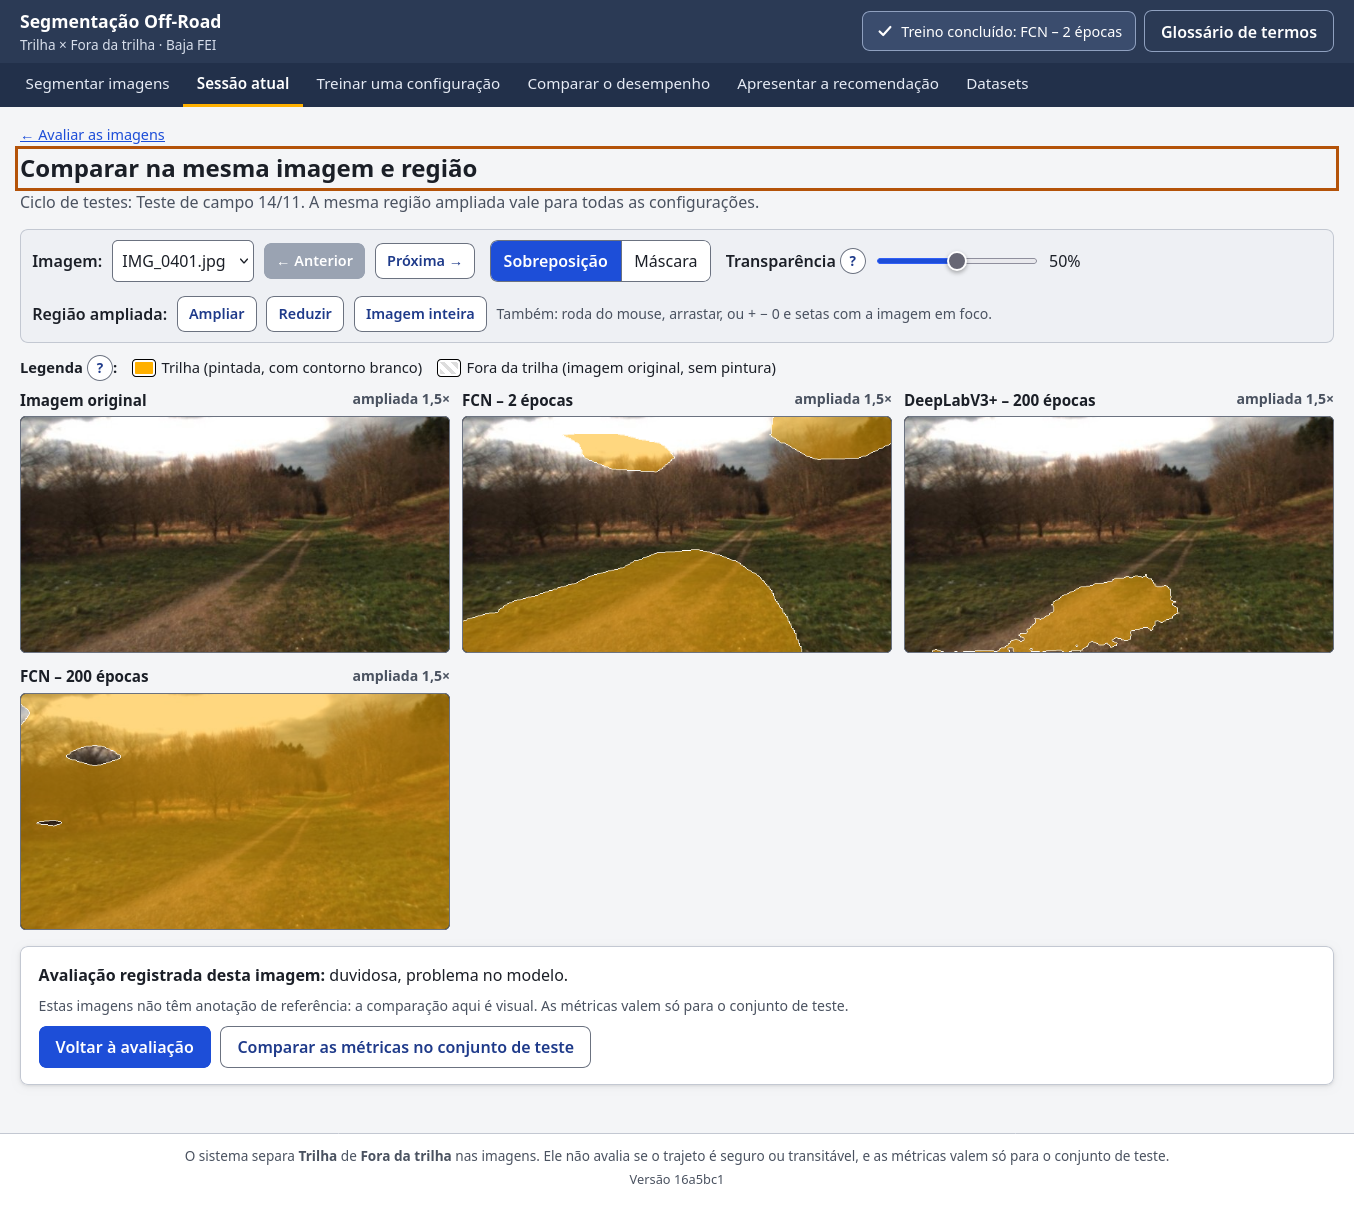 Segmentação Off-Road
Trilha × Fora da trilha · Baja FEI
Treino concluído: FCN – 2 épocas
Glossário de termos
Segmentar imagens
Sessão atual
Treinar uma configuração
Comparar o desempenho
Apresentar a recomendação
Datasets
← Avaliar as imagens
Comparar na mesma imagem e região
Ciclo de testes: Teste de campo 14/11. A mesma região ampliada vale para todas as configurações.
Imagem: IMG_0401.jpg ← Anterior Próxima → Sobreposição Máscara Transparência ? 50%
Região ampliada: Ampliar Reduzir Imagem inteira Também: roda do mouse, arrastar, ou + − 0 e setas com a imagem em foco.
Legenda ?: Trilha (pintada, com contorno branco) Fora da trilha (imagem original, sem pintura)
Imagem original ampliada 1,5×
FCN – 2 épocas ampliada 1,5×
DeepLabV3+ – 200 épocas ampliada 1,5×
FCN – 200 épocas ampliada 1,5×
Avaliação registrada desta imagem: duvidosa, problema no modelo.
Estas imagens não têm anotação de referência: a comparação aqui é visual. As métricas valem só para o conjunto de teste.
Voltar à avaliação
Comparar as métricas no conjunto de teste
O sistema separa Trilha de Fora da trilha nas imagens. Ele não avalia se o trajeto é seguro ou transitável, e as métricas valem só para o conjunto de teste.
Versão 16a5bc1